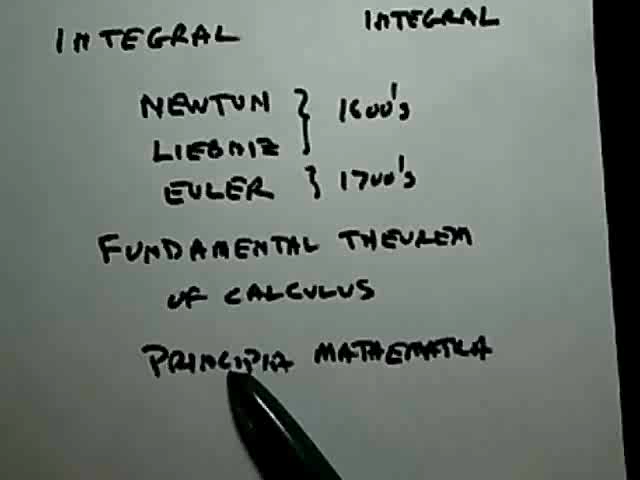 INTEGRAL INTEGRAL
NEWTON } 1600's
LIEBNIZ
EULER } 1700's
FUNDAMENTAL THEOREM
OF CALCULUS
PRINCIPIA MATHEMATICA